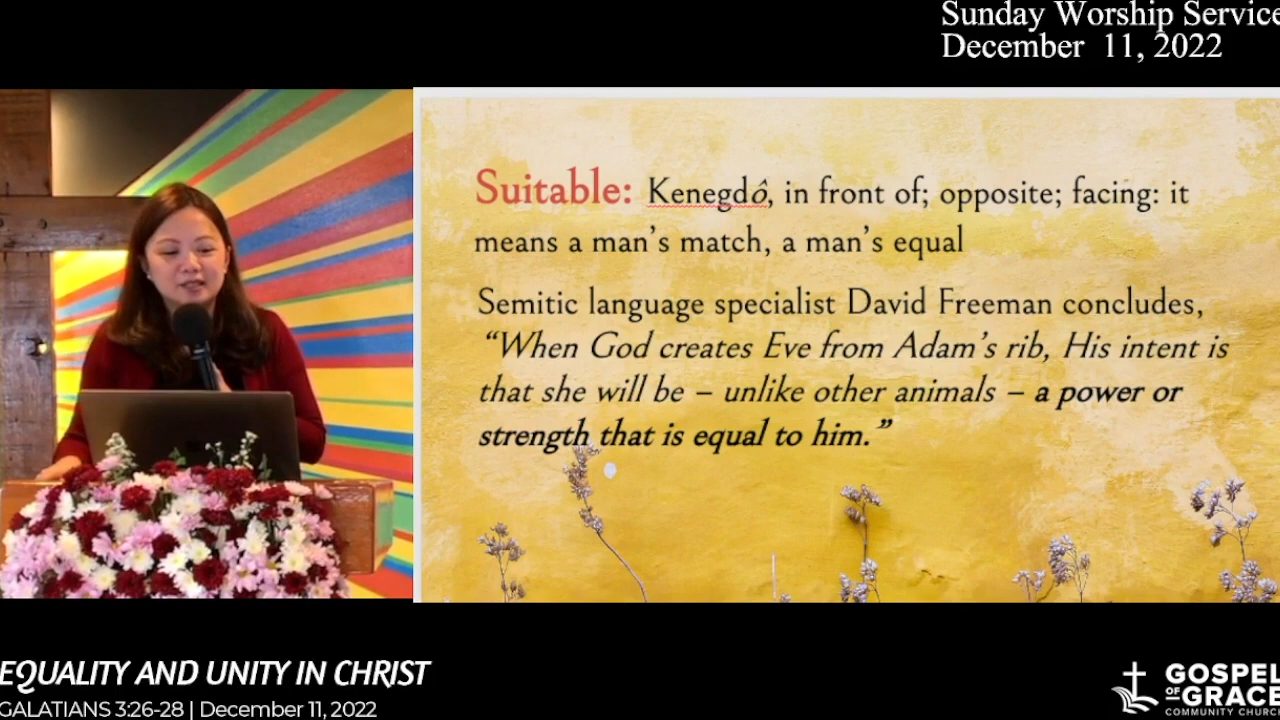 Sunday Worship Service
December 11, 2022
Suitable: Kenegdô, in front of; opposite; facing: it
means a man's match, a man's equal
Semitic language specialist David Freeman concludes,
"When God creates Eve from Adam's rib, His intent is
that she will be – unlike other animals – a power or
strength that is equal to him."
EQUALITY AND UNITY IN CHRIST
GALATIANS 3:26-28 | December 11, 2022
GOSPEL
OF GRACE
COMMUNITY CHURCH